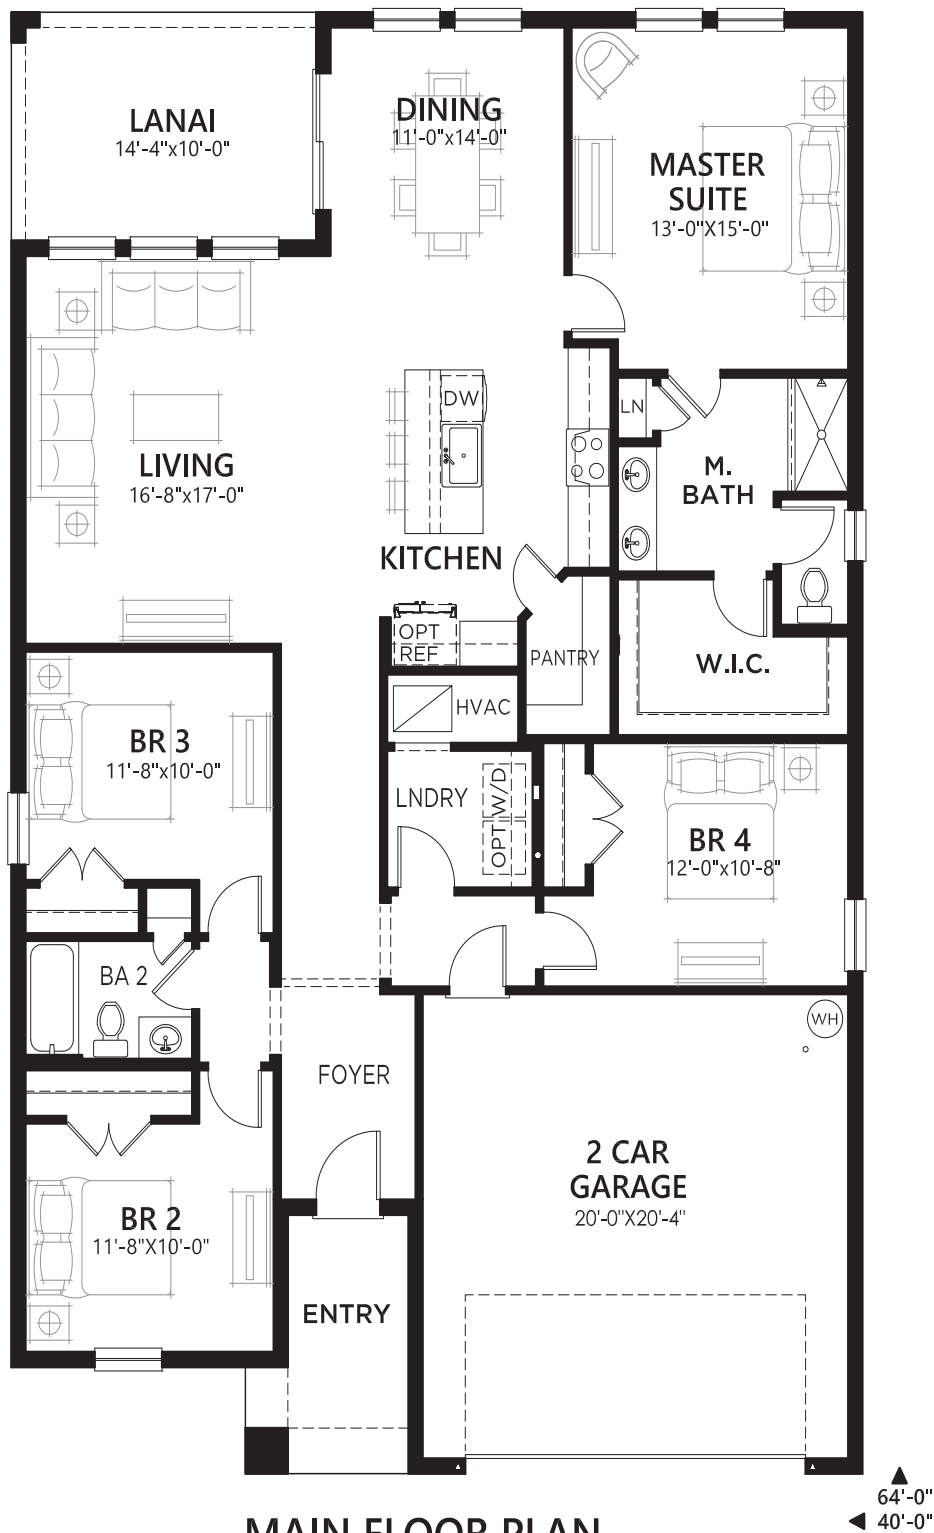 LANAI
14'-4"x10'-0"
DINING
11'-0"x14'-0"
MASTER
SUITE
13'-0"X15'-0"
DW
LN
LIVING
16'-8"x17'-0"
M.
BATH
KITCHEN
OPT
REF
PANTRY
W.I.C.
HVAC
BR 3
11'-8"x10'-0"
LNDRY
OPT W/D
BR 4
12'-0"x10'-8"
BA 2
WH
FOYER
2 CAR
GARAGE
20'-0"X20'-4"
BR 2
11'-8"X10'-0"
ENTRY
64'-0"
40'-0"
MAIN FLOOR PLAN